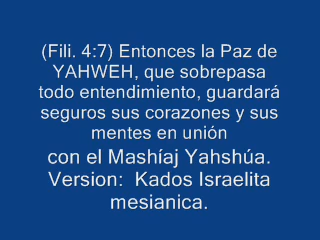 (Fili. 4:7) Entonces la Paz de
YAHWEH, que sobrepasa
todo entendimiento, guardará
seguros sus corazones y sus
mentes en unión
con el Mashíaj Yahshúa.
Version:  Kados Israelita
mesianica.